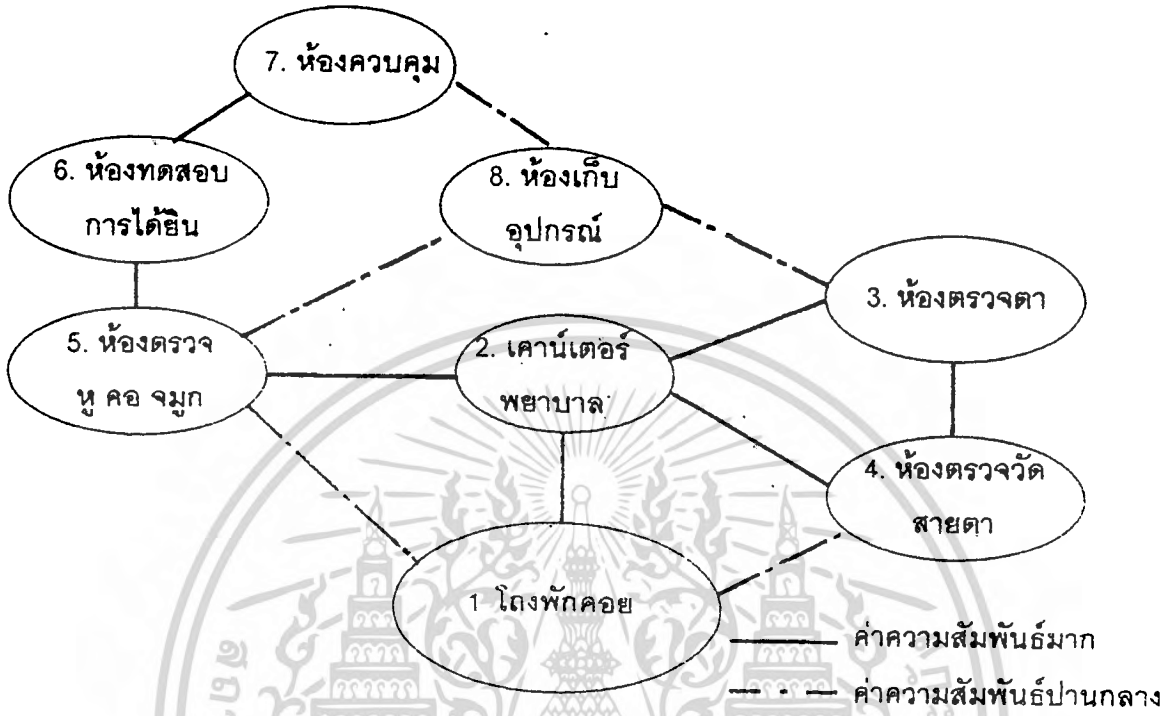 7. ห้องควบคุม
6. ห้องทดสอบ
การได้ยิน
8. ห้องเก็บ
อุปกรณ์
3. ห้องตรวจตา
5. ห้องตรวจ
หู คอ จมูก
2. เคาน์เตอร์
พยาบาล
4. ห้องตรวจวัด
สายตา
1 โถงพักคอย
ค่าความสัมพันธ์มาก
ค่าความสัมพันธ์ปานกลาง